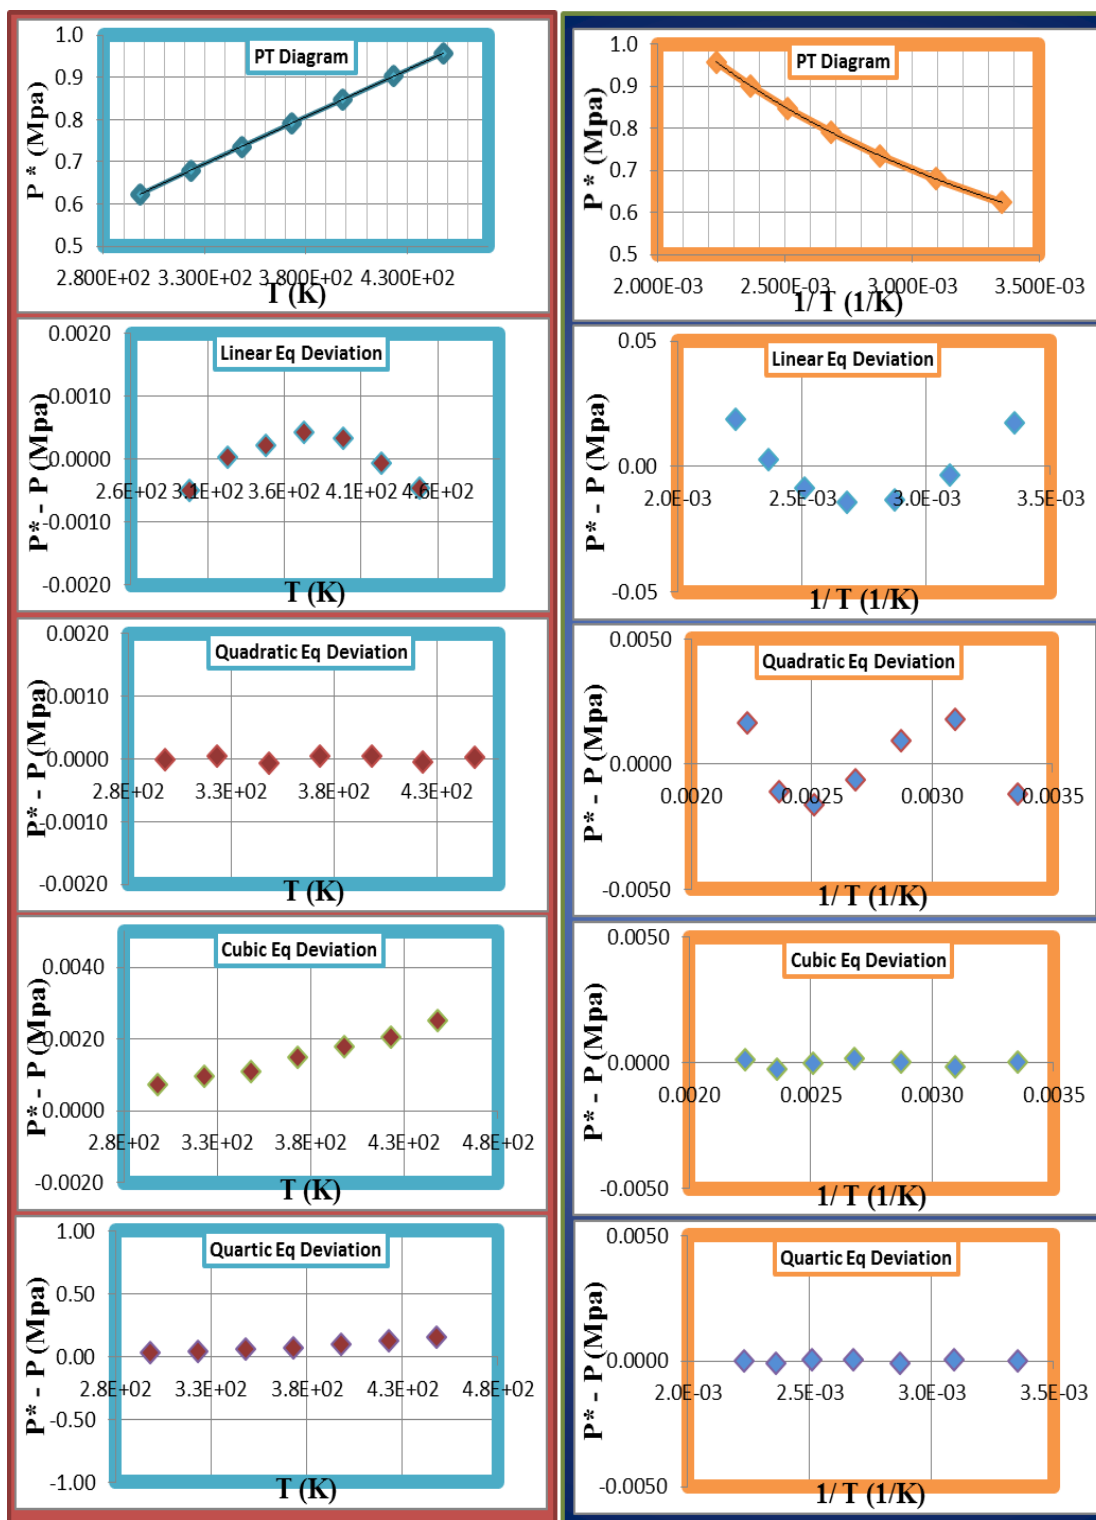 PT Diagram
P * (Mpa)
1.0
0.9
0.8
0.7
0.6
0.5
2.800E+02 3.300E+02 3.800E+02 4.300E+02
T (K)
Linear Eq Deviation
P* - P (Mpa)
0.0020
0.0010
0.0000
-0.0010
-0.0020
2.6E+02 3.1E+02 3.6E+02 4.1E+02 4.6E+02
T (K)
Quadratic Eq Deviation
P* - P (Mpa)
0.0020
0.0010
0.0000
-0.0010
-0.0020
2.8E+02 3.3E+02 3.8E+02 4.3E+02
T (K)
Cubic Eq Deviation
P* - P (Mpa)
0.0040
0.0020
0.0000
-0.0020
2.8E+02 3.3E+02 3.8E+02 4.3E+02 4.8E+02
T (K)
Quartic Eq Deviation
P* - P (Mpa)
1.00
0.50
0.00
-0.50
-1.00
2.8E+02 3.3E+02 3.8E+02 4.3E+02 4.8E+02
T (K)
PT Diagram
P * (Mpa)
1.0
0.9
0.8
0.7
0.6
0.5
2.000E-03 2.500E-03 3.000E-03 3.500E-03
1/ T (1/K)
Linear Eq Deviation
P* - P (Mpa)
0.05
0.00
-0.05
2.0E-03 2.5E-03 3.0E-03 3.5E-03
1/ T (1/K)
Quadratic Eq Deviation
P* - P (Mpa)
0.0050
0.0000
-0.0050
0.0020 0.0025 0.0030 0.0035
1/ T (1/K)
Cubic Eq Deviation
P* - P (Mpa)
0.0050
0.0000
-0.0050
0.0020 0.0025 0.0030 0.0035
1/ T (1/K)
Quartic Eq Deviation
P* - P (Mpa)
0.0050
0.0000
-0.0050
2.0E-03 2.5E-03 3.0E-03 3.5E-03
1/ T (1/K)